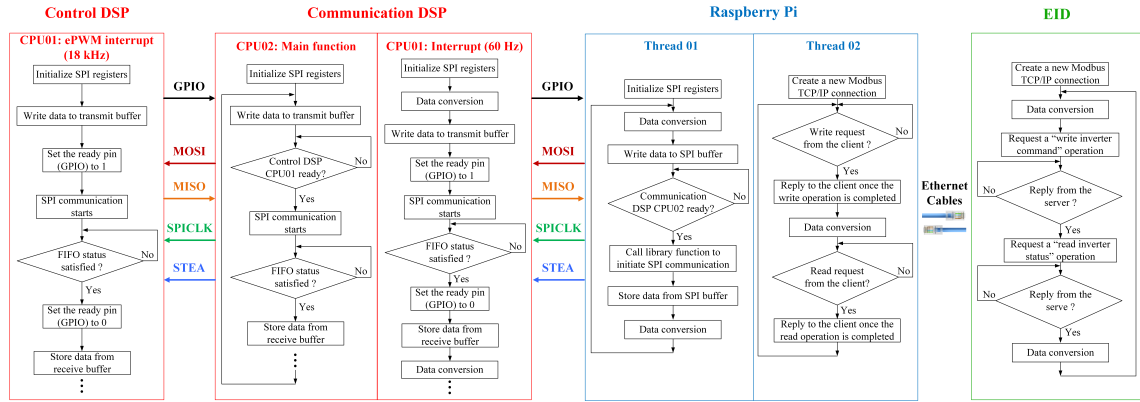 Control DSP
CPU01: ePWM interrupt
(18 kHz)
Initialize SPI registers
Write data to transmit buffer
Set the ready pin
(GPIO) to 1
SPI communication
starts
FIFO status
satisfied ?
No
Yes
Set the ready pin
(GPIO) to 0
Store data from
receive buffer
GPIO
MOSI
MISO
SPICLK
STEA
Communication DSP
CPU02: Main function
Initialize SPI registers
Write data to transmit buffer
Control DSP
CPU01 ready?
No
Yes
SPI communication
starts
FIFO status
satisfied ?
No
Yes
Store data from
receive buffer
CPU01: Interrupt (60 Hz)
Initialize SPI registers
Data conversion
Write data to transmit buffer
Set the ready pin
(GPIO) to 1
SPI communication
starts
FIFO status
satisfied ?
No
Yes
Set the ready pin
(GPIO) to 0
Store data from
receive buffer
Data conversion
GPIO
MOSI
MISO
SPICLK
STEA
Raspberry Pi
Thread 01
Initialize SPI registers
Data conversion
Write data to SPI buffer
Communication
DSP CPU02 ready?
No
Yes
Call library function to
initiate SPI communication
Store data from SPI buffer
Data conversion
Thread 02
Create a new Modbus
TCP/IP connection
Write request
from the client ?
No
Yes
Reply to the client once the
write operation is completed
Data conversion
Read request
from the client?
No
Yes
Reply to the client once the
read operation is completed
Ethernet
Cables
EID
Create a new Modbus
TCP/IP connection
Data conversion
Request a “write inverter
command” operation
Reply from the
server ?
No
Yes
Request a “read inverter
status” operation
Reply from the
serve ?
No
Yes
Data conversion